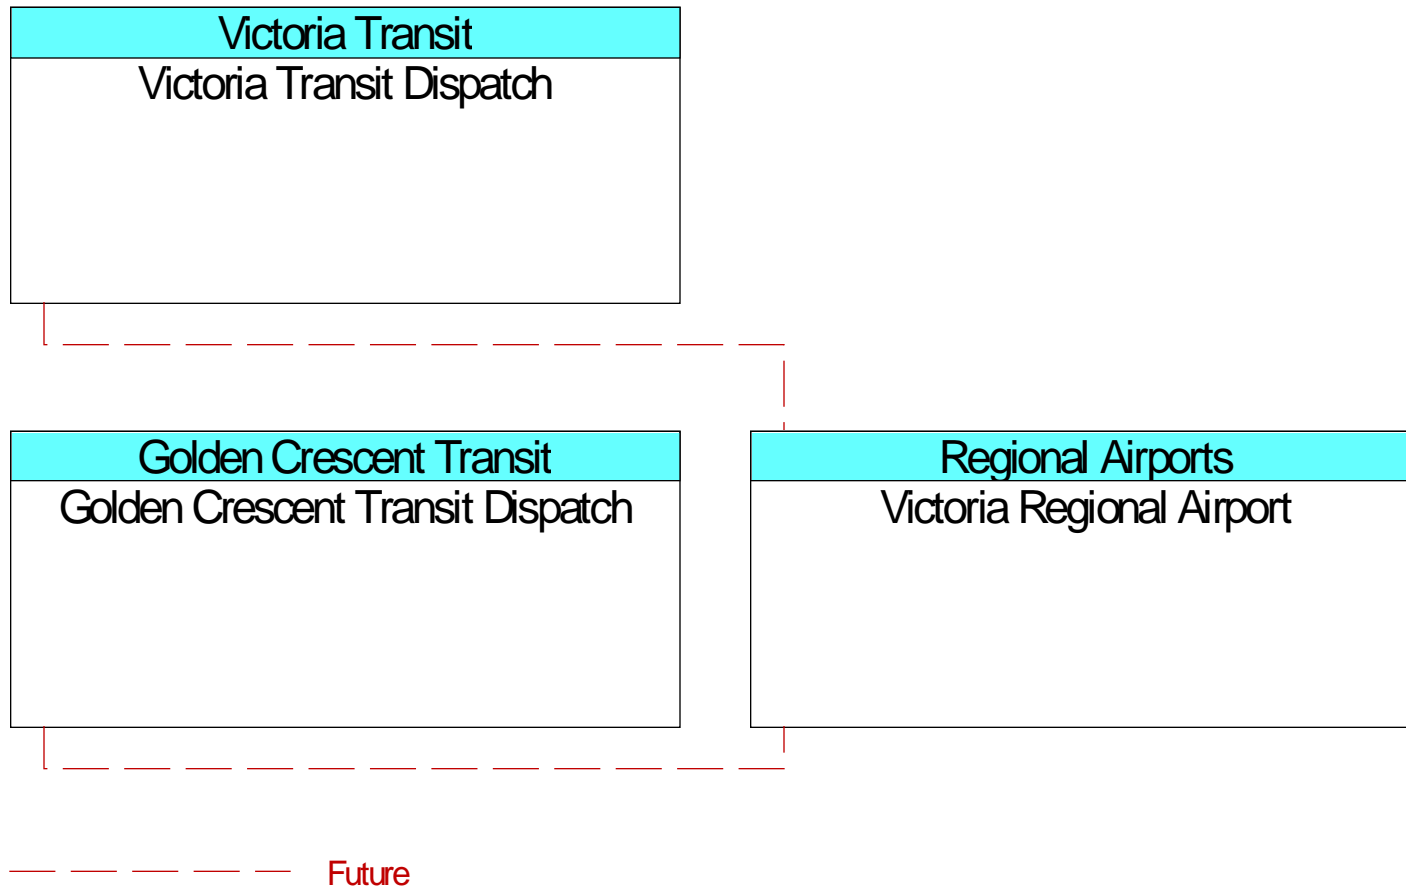 Victoria Transit
Victoria Transit Dispatch
Golden Crescent Transit
Golden Crescent Transit Dispatch
Regional Airports
Victoria Regional Airport
Future